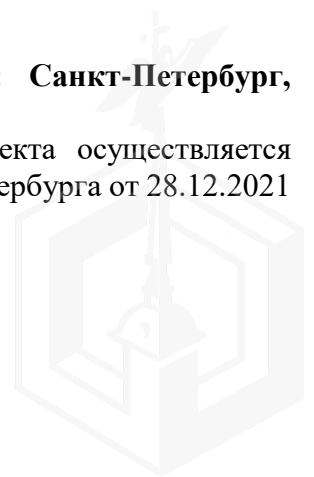 Санкт-Петербург,
екта осуществляется
ербурга от 28.12.2021